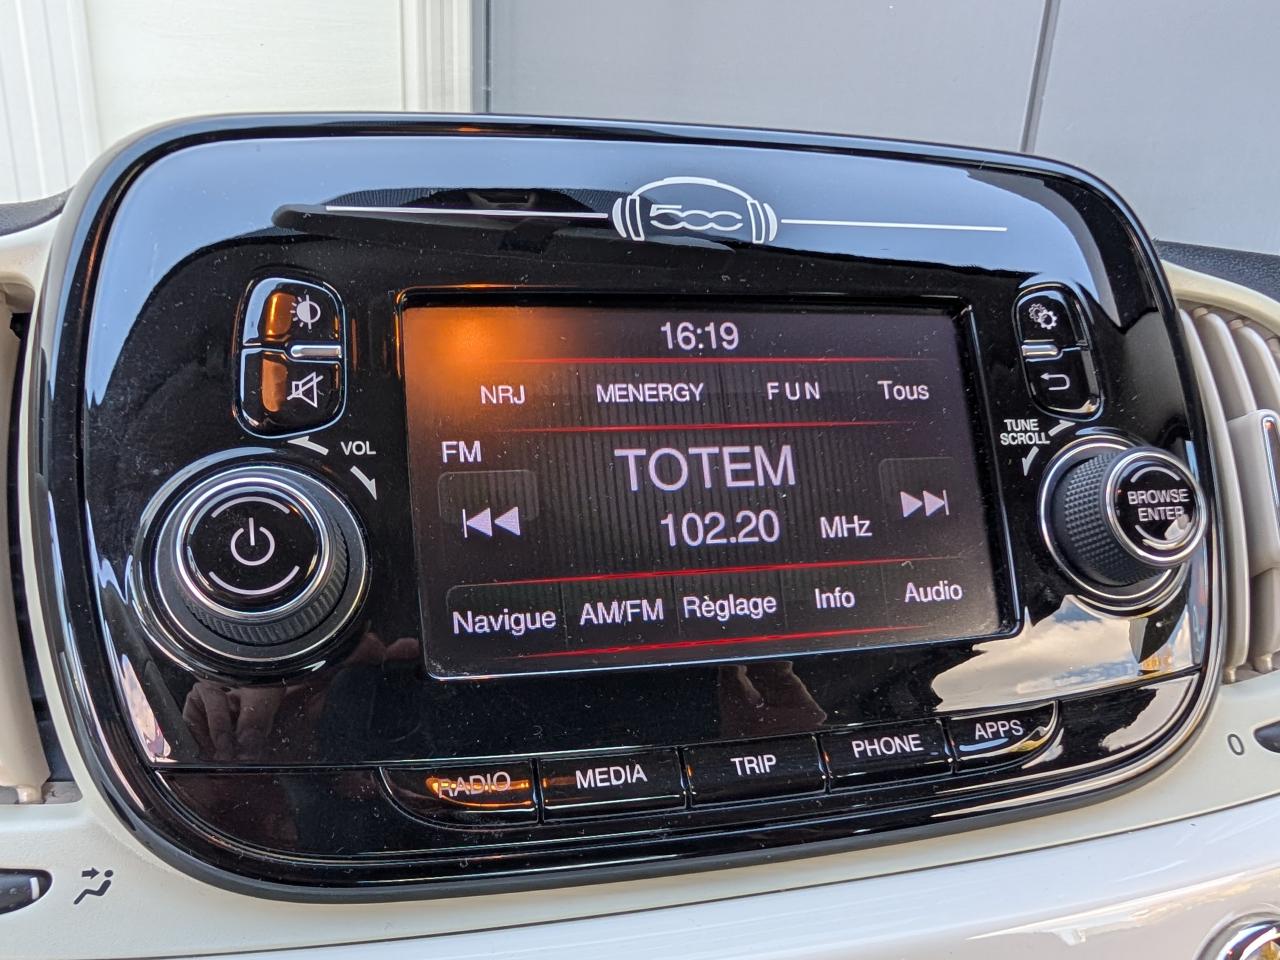 500
16:19
NRJ MENERGY FUN Tous
FM
TOTEM
102.20 MHz
Navigue AM/FM Règlage Info Audio
VOL
TUNE
SCROLL
BROWSE
ENTER
RADIO MEDIA TRIP PHONE APPS
0